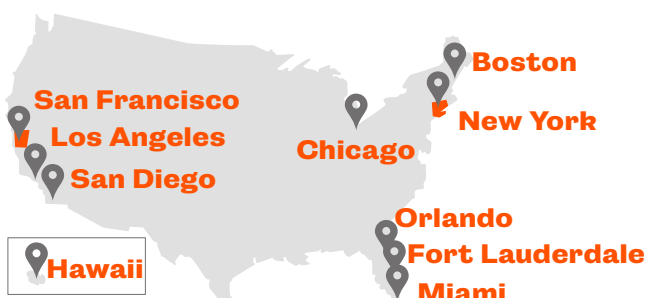 Boston
San Francisco
New York
Los Angeles
Chicago
San Diego
Orlando
Fort Lauderdale
Hawaii
Miami